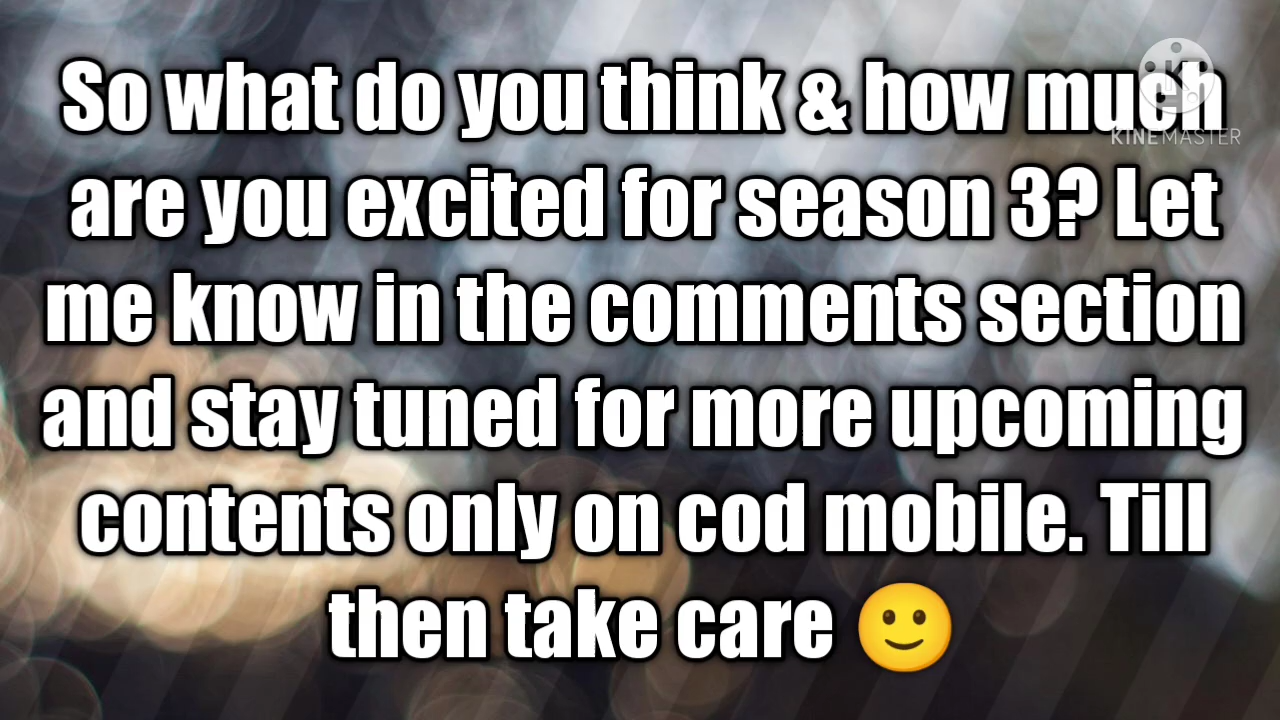 So what do you think & how much
KINEMASTER
are you excited for season 3? Let
me know in the comments section
and stay tuned for more upcoming
contents only on cod mobile. Till
then take care 🙂